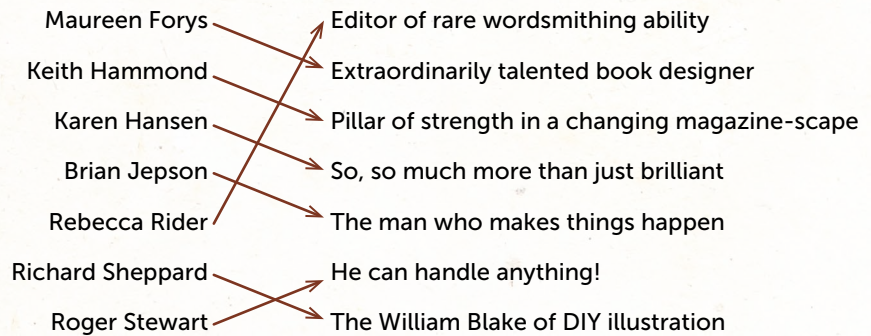 Maureen Forys Editor of rare wordsmithing ability
Keith Hammond Extraordinarily talented book designer
Karen Hansen Pillar of strength in a changing magazine-scape
Brian Jepson So, so much more than just brilliant
Rebecca Rider The man who makes things happen
Richard Sheppard He can handle anything!
Roger Stewart The William Blake of DIY illustration